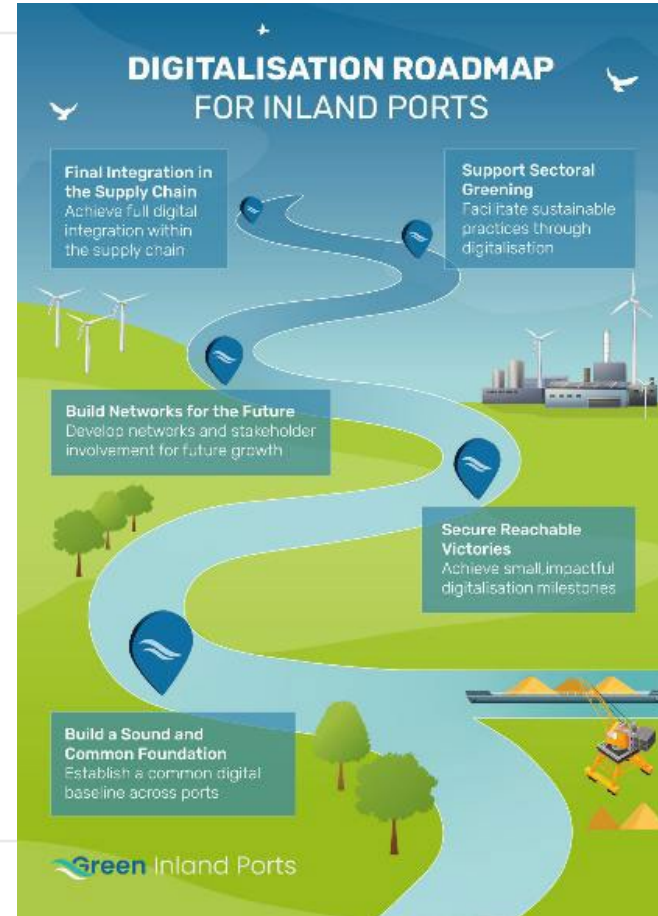 DIGITALISATION ROADMAP
FOR INLAND PORTS
Final Integration in
the Supply Chain
Achieve full digital
integration within
the supply chain
Support Sectoral
Greening
Facilitate sustainable
practices through
digitalisation
Build Networks for the Future
Develop networks and stakeholder
involvement for future growth
Secure Reachable
Victories
Achieve small,impactful
digitalisation milestones
Build a Sound and
Common Foundation
Establish a common digital
baseline across ports
Green Inland Ports